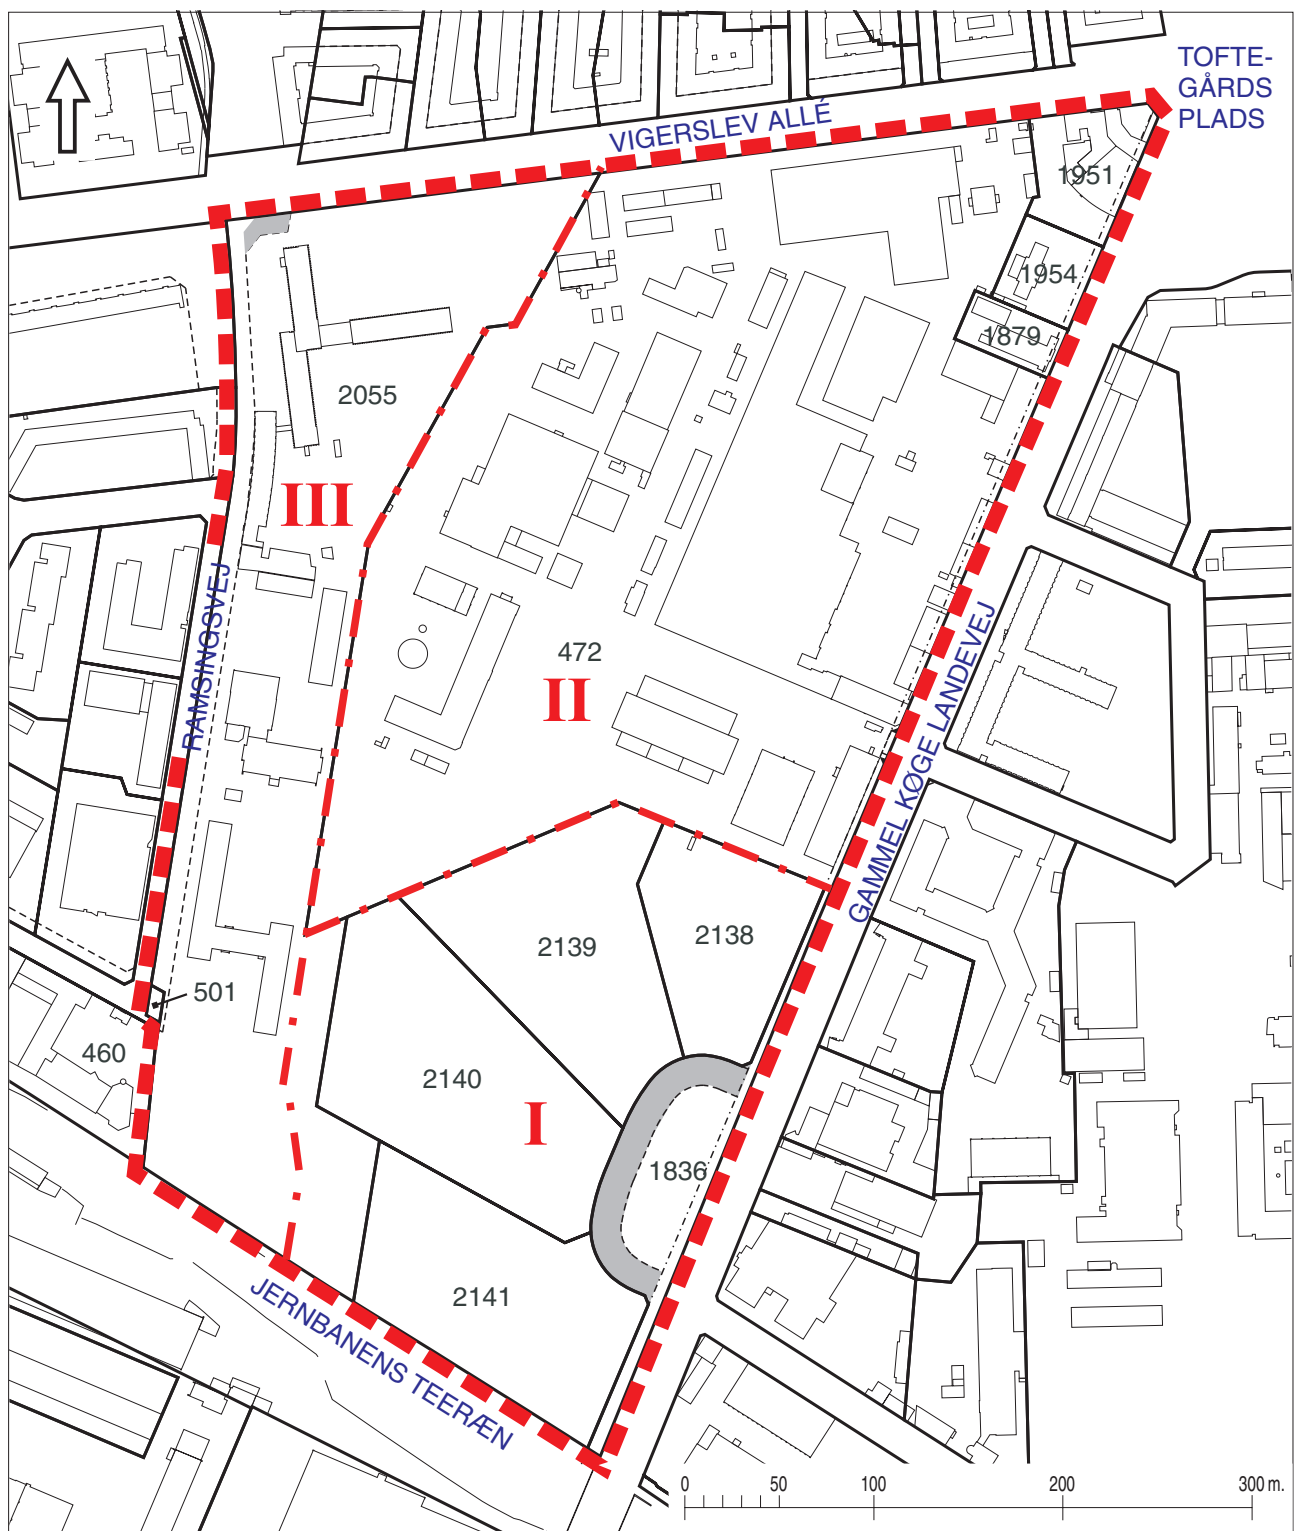 TOFTE-
GÅRDS
PLADS
VIGERSLEV ALLÉ
1951
1954
1879
2055
III
RAMSINGSVEJ
472
II
GAMMEL KØGE LANDEVEJ
2139
2138
501
460
2140
I
1836
2141
JERNBANENS TEERÆN
0 50 100 200 300 m.